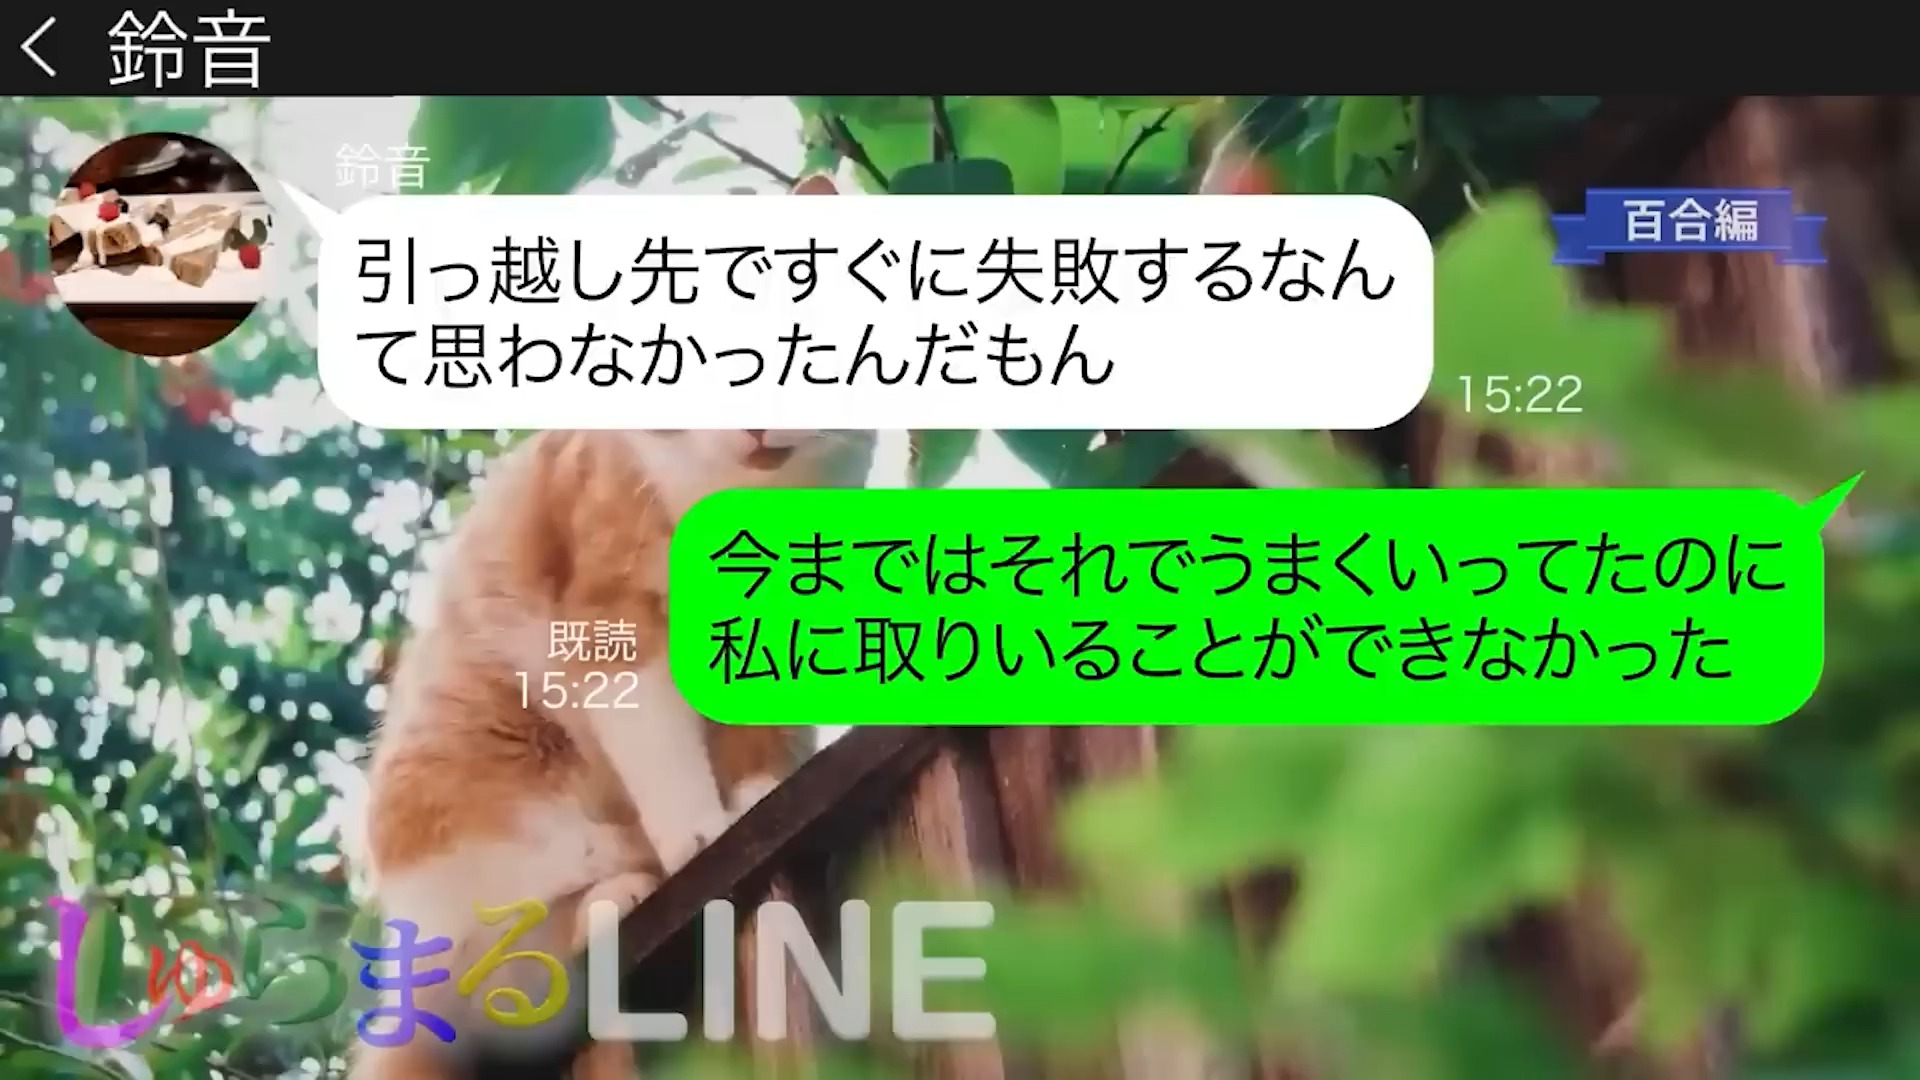 鈴音
鈴音
百合編
引っ越し先ですぐに失敗するなん
て思わなかったんだもん
15:22
今まではそれでうまくいってたのに
私に取りいることができなかった
既読
15:22
しゅらまるLINE